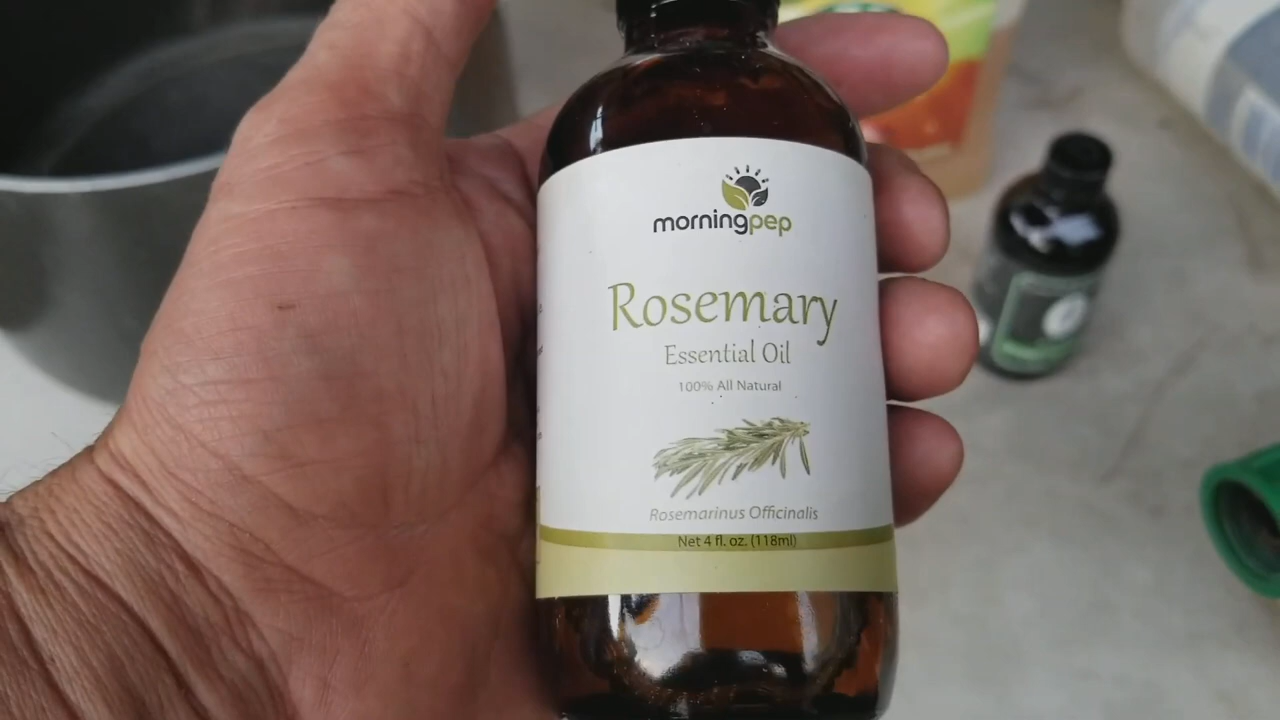 morningpep
Rosemary
Essential Oil
100% All Natural
Rosemarinus Officinalis
Net 4 fl. oz. (118ml)